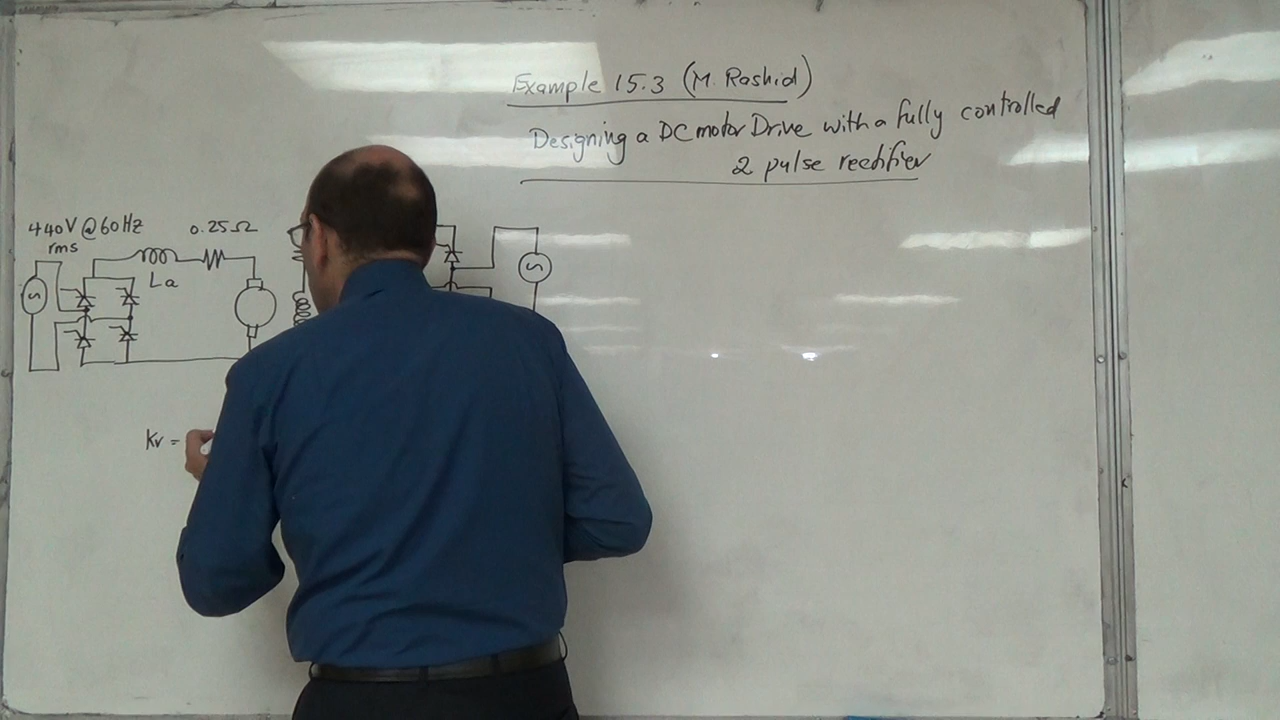 Example 15.3 (M. Rashid)
Designing a DC motor Drive with a fully controlled
2 pulse rectifier
440V@60Hz
rms
0.25Ω
La
Kv =